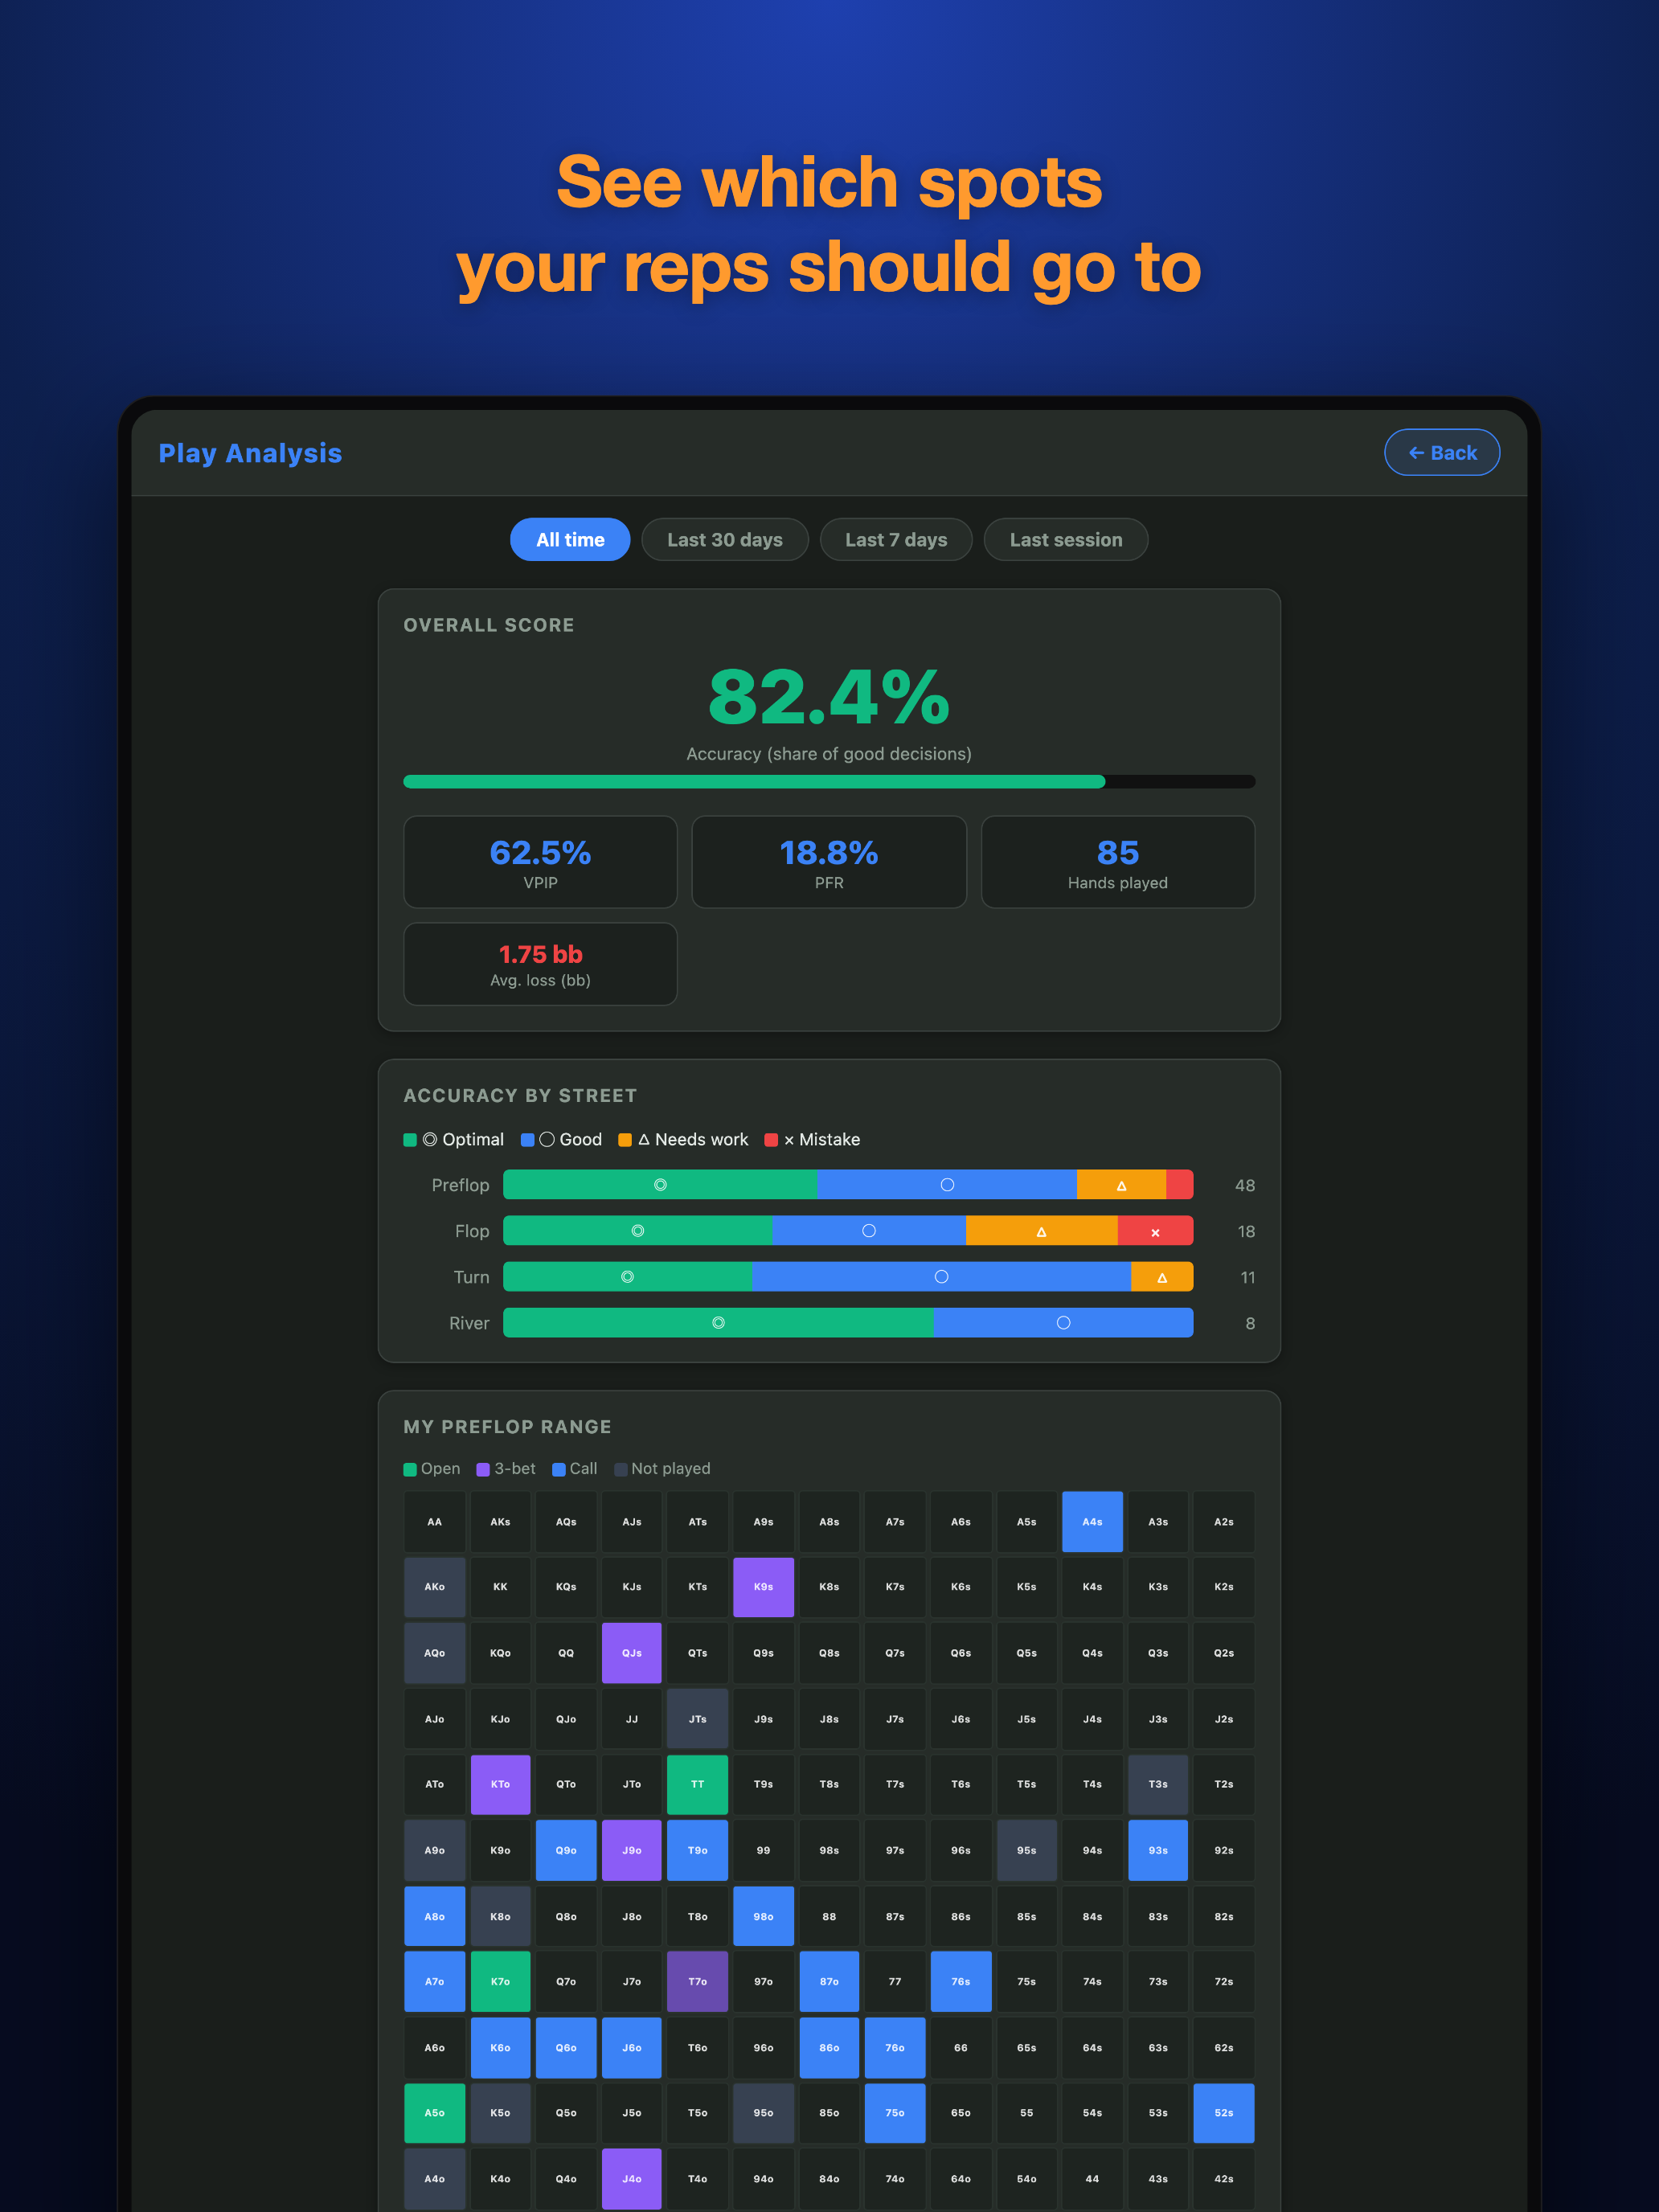 See which spots
your reps should go to
Play Analysis
← Back
All time Last 30 days Last 7 days Last session
OVERALL SCORE
82.4%
Accuracy (share of good decisions)
62.5% 18.8% 85
VPIP PFR Hands played
1.75 bb
Avg. loss (bb)
ACCURACY BY STREET
◎ Optimal ○ Good △ Needs work × Mistake
Preflop ◎ ○ △ 48
Flop ◎ ○ △ × 18
Turn ◎ ○ △ 11
River ◎ ○ 8
MY PREFLOP RANGE
Open 3-bet Call Not played
AA AKs AQs AJs ATs A9s A8s A7s A6s A5s A4s A3s A2s
AKo KK KQs KJs KTs K9s K8s K7s K6s K5s K4s K3s K2s
AQo KQo QQ QJs QTs Q9s Q8s Q7s Q6s Q5s Q4s Q3s Q2s
AJo KJo QJo JJ JTs J9s J8s J7s J6s J5s J4s J3s J2s
ATo KTo QTo JTo TT T9s T8s T7s T6s T5s T4s T3s T2s
A9o K9o Q9o J9o T9o 99 98s 97s 96s 95s 94s 93s 92s
A8o K8o Q8o J8o T8o 98o 88 87s 86s 85s 84s 83s 82s
A7o K7o Q7o J7o T7o 97o 87o 77 76s 75s 74s 73s 72s
A6o K6o Q6o J6o T6o 96o 86o 76o 66 65s 64s 63s 62s
A5o K5o Q5o J5o T5o 95o 85o 75o 65o 55 54s 53s 52s
A4o K4o Q4o J4o T4o 94o 84o 74o 64o 54o 44 43s 42s